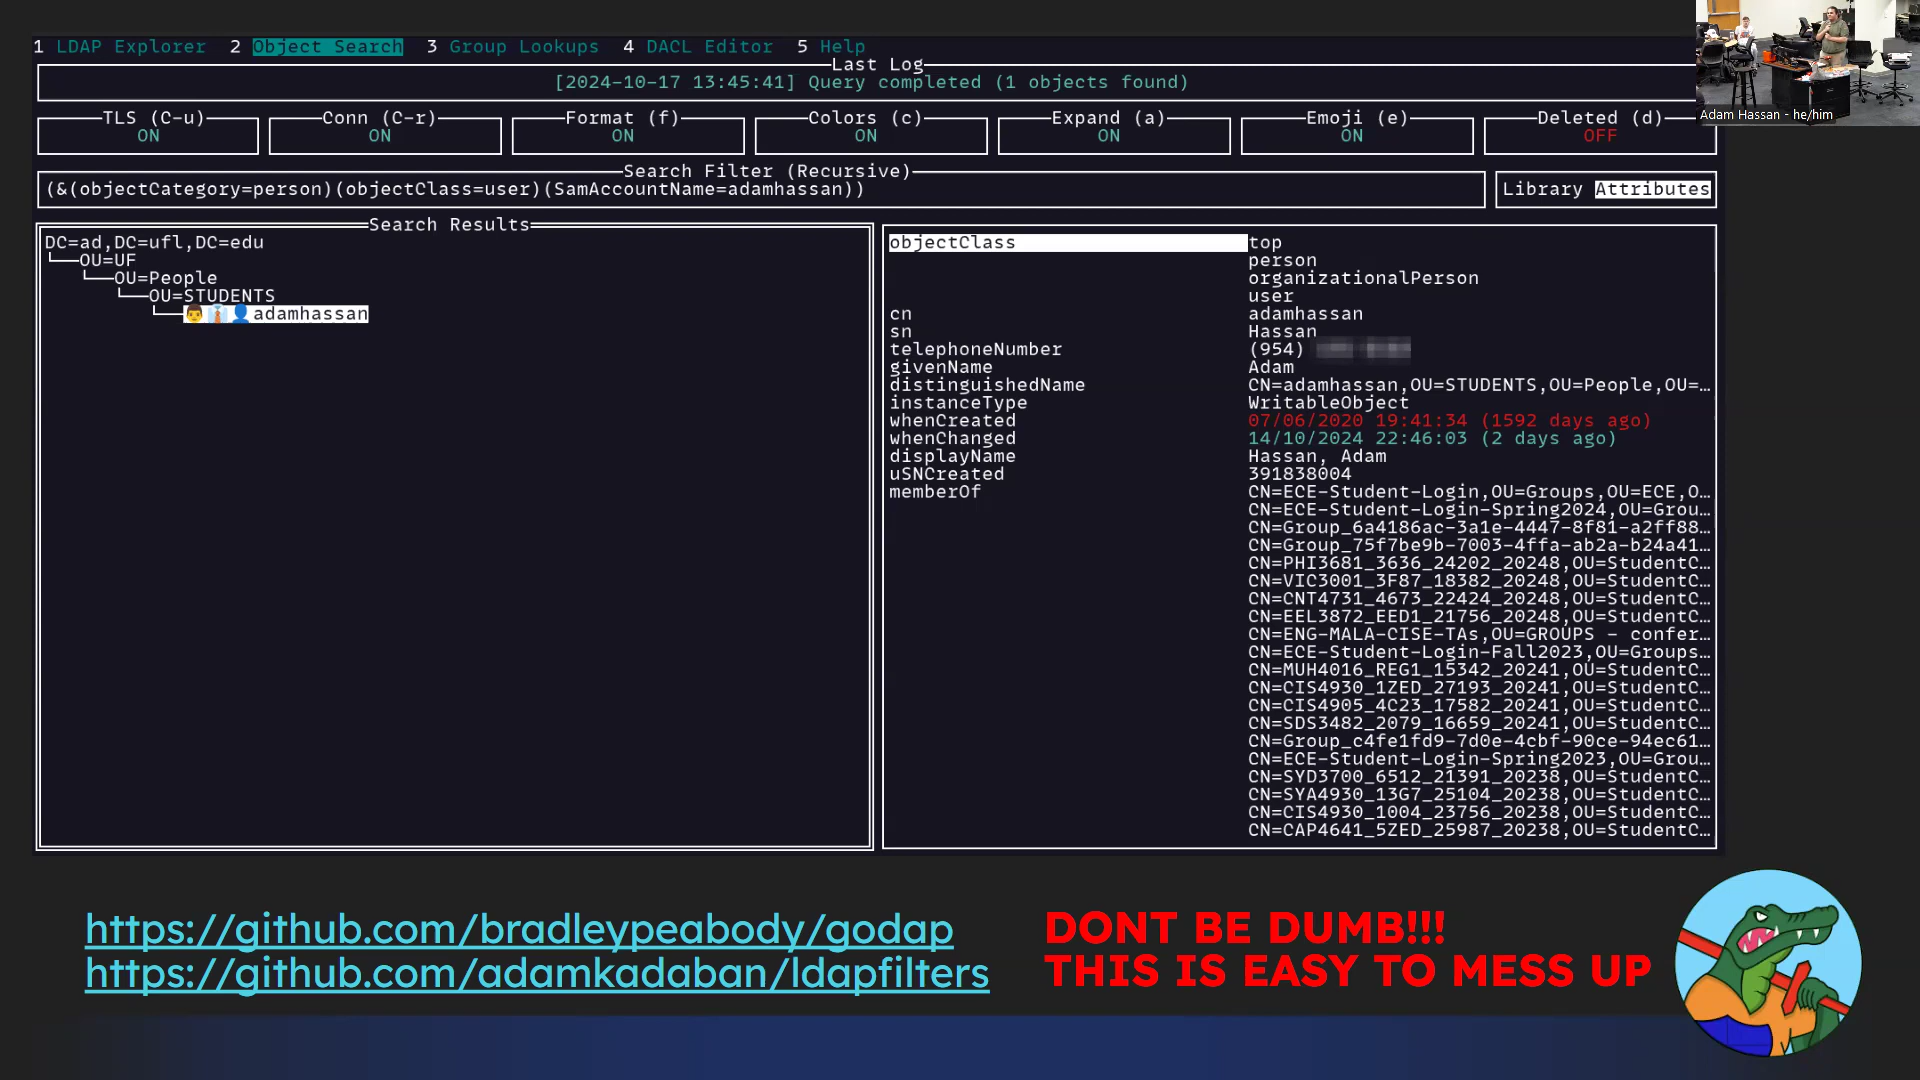 1 LDAP Explorer 2 Object Search 3 Group Lookups 4 DACL Editor 5 Help
Last Log
[2024-10-17 13:45:41] Query completed (1 objects found)
TLS (C-u) Conn (C-r) Format (f) Colors (c) Expand (a) Emoji (e) Deleted (d)
ON ON ON ON ON ON OFF
Adam Hassan - he/him
Search Filter (Recursive)
(&(objectCategory=person)(objectClass=user)(SamAccountName=adamhassan))
Library Attributes
Search Results
DC=ad,DC=ufl,DC=edu
OU=UF
OU=People
OU=STUDENTS
adamhassan
objectClass top
person
organizationalPerson
user
cn adamhassan
sn Hassan
telephoneNumber (954)
givenName Adam
distinguishedName CN=adamhassan,OU=STUDENTS,OU=People,OU=…
instanceType WritableObject
whenCreated 07/06/2020 19:41:34 (1592 days ago)
whenChanged 14/10/2024 22:46:03 (2 days ago)
displayName Hassan, Adam
uSNCreated 391838004
memberOf CN=ECE-Student-Login,OU=Groups,OU=ECE,O…
CN=ECE-Student-Login-Spring2024,OU=Grou…
CN=Group_6a4186ac-3a1e-4447-8f81-a2ff88…
CN=Group_75f7be9b-7003-4ffa-ab2a-b24a41…
CN=PHI3681_3636_24202_20248,OU=StudentC…
CN=VIC3001_3F87_18382_20248,OU=StudentC…
CN=CNT4731_4673_22424_20248,OU=StudentC…
CN=EEL3872_EED1_21756_20248,OU=StudentC…
CN=ENG-MALA-CISE-TAs,OU=GROUPS - confer…
CN=ECE-Student-Login-Fall2023,OU=Groups…
CN=MUH4016_REG1_15342_20241,OU=StudentC…
CN=CIS4930_1ZED_27193_20241,OU=StudentC…
CN=CIS4905_4C23_17582_20241,OU=StudentC…
CN=SDS3482_2079_16659_20241,OU=StudentC…
CN=Group_c4fe1fd9-7d0e-4cbf-90ce-94ec61…
CN=ECE-Student-Login-Spring2023,OU=Grou…
CN=SYD3700_6512_21391_20238,OU=StudentC…
CN=SYA4930_13G7_25104_20238,OU=StudentC…
CN=CIS4930_1004_23756_20238,OU=StudentC…
CN=CAP4641_5ZED_25987_20238,OU=StudentC…
https://github.com/bradleypeabody/godap
https://github.com/adamkadaban/ldapfilters
DONT BE DUMB!!!
THIS IS EASY TO MESS UP